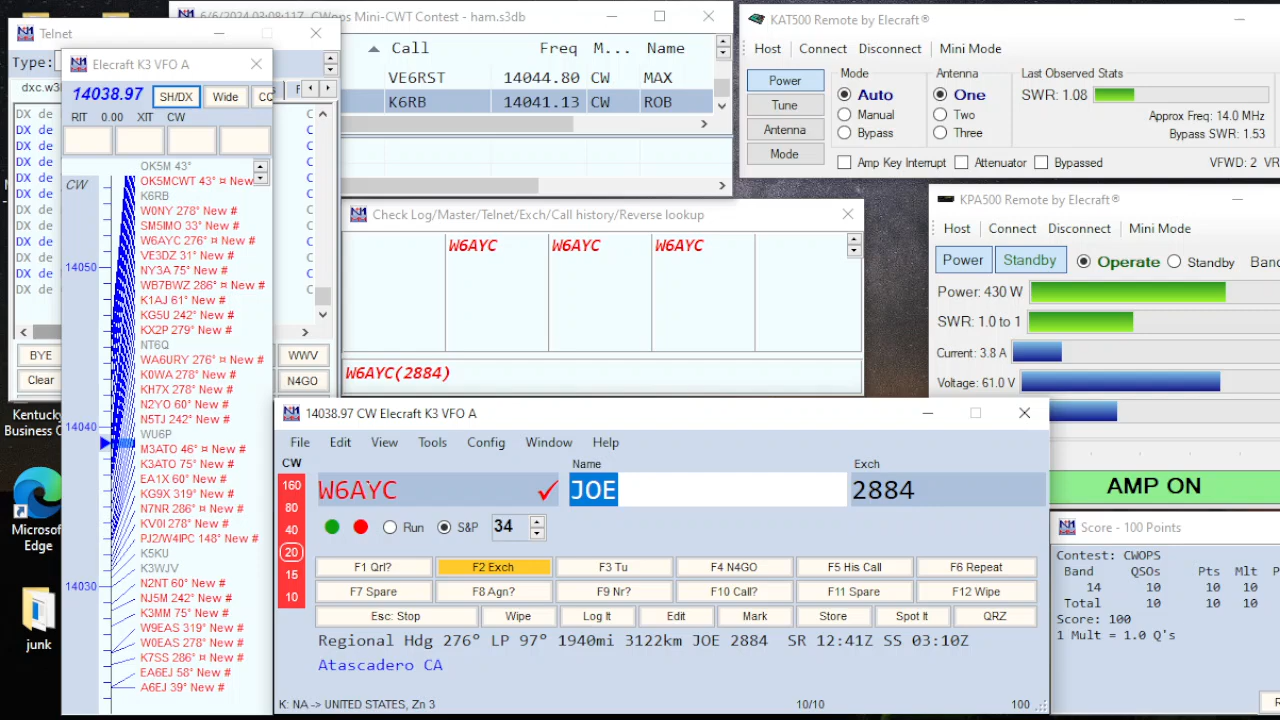 6/6/2024 03:08:11Z CWops Mini-CWT Contest - ham.s3db
Call Freq M... Name
VE6RST 14044.80 CW MAX
K6RB 14041.13 CW ROB
Telnet
Type:
dxc.w3
DX de
DX de
DX de
DX de
DX de
DX de
DX de
DX de
DX de
DX de
DX de
DX de
BYE
WWV
Clear
N4GO
Elecraft K3 VFO A
14038.97 SH/DX Wide CQ
RIT 0.00 XIT CW
CW
14050
14040
14030
OK5M 43°
OK5MCWT 43° ¤ New
K6RB
W0NY 278° New #
SM5IMO 33° New #
W6AYC 276° ¤ New #
VE3DZ 31° New #
NY3A 75° New #
WB7BWZ 286° New #
K1AJ 61° New #
KG5U 242° New #
KX2P 279° New #
NT6Q
WA6URY 276° New #
K0WA 278° New #
KH7X 278° New #
N2YO 60° New #
N5TJ 242° New #
WU6P
M3ATO 46° ¤ New #
K3ATO 75° New #
EA1X 60° New #
KG9X 319° New #
N7NR 286° New #
KV0I 278° New #
PJ2/W4IPC 148° New #
K5KU
K3WJV
N2NT 60° New #
NJ5M 242° New #
K3MM 75° New #
W9EAS 319° New #
W0EAS 278° New #
K7SS 286° New #
EA6EJ 58° New #
A6EJ 39° New #
Check Log/Master/Telnet/Exch/Call history/Reverse lookup
W6AYC W6AYC W6AYC
W6AYC(2884)
KAT500 Remote by Elecraft®
Host Connect Disconnect Mini Mode
Power
Tune
Antenna
Mode
Mode
Auto
Manual
Bypass
Antenna
One
Two
Three
Last Observed Stats
SWR: 1.08
Approx Freq: 14.0 MHz
Bypass SWR: 1.53
Amp Key Interrupt Attenuator Bypassed VFWD: 2
KPA500 Remote by Elecraft®
Host Connect Disconnect Mini Mode
Power Standby Operate Standby Band
Power: 430 W
SWR: 1.0 to 1
Current: 3.8 A
Voltage: 61.0 V
AMP ON
Kentucky
Business C
Microsof
Edge
junk
14038.97 CW Elecraft K3 VFO A
File Edit View Tools Config Window Help
CW
160
80
40
20
15
10
Name Exch
W6AYC JOE 2884
Run S&P 34
F1 Qrl? F2 Exch F3 Tu F4 N4GO F5 His Call F6 Repeat
F7 Spare F8 Agn? F9 Nr? F10 Call? F11 Spare F12 Wipe
Esc: Stop Wipe Log It Edit Mark Store Spot It QRZ
Regional Hdg 276° LP 97° 1940mi 3122km JOE 2884 SR 12:41Z SS 03:10Z
Atascadero CA
K: NA -> UNITED STATES, Zn 3 10/10 100
Score - 100 Points
Contest: CWOPS
Band QSOs Pts Mlt P
14 10 10 10
Total 10 10 10
Score: 100
1 Mult = 1.0 Q's